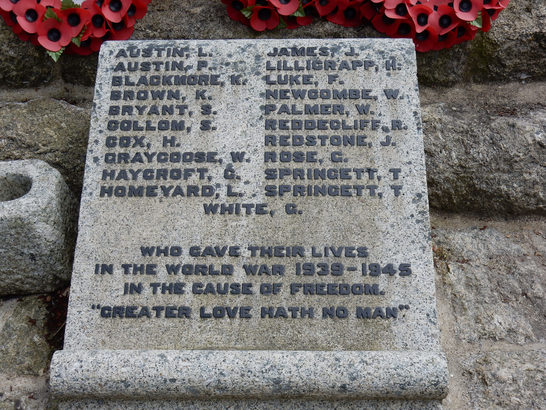 AUSTIN, L. JAMES, J.
AUSTIN, P. LILLICRAPP, H.
BLACKMORE, K. LUKE, F.
BROWN, K. NEWCOMBE, W.
BRYANT, S. PALMER, W.
COLLOM, S. REDDECLIFF, R.
COX, H. REDSTONE, J.
GRAYGOOSE, W. ROSE, G.
HAYCROFT, G. SPRINGETT, T.
HOMEYARD, L. SPRINGETT, T.
WHITE, G.
WHO GAVE THEIR LIVES
IN THE WORLD WAR 1939-1945
IN THE CAUSE OF FREEDOM.
"GREATER LOVE HATH NO MAN"